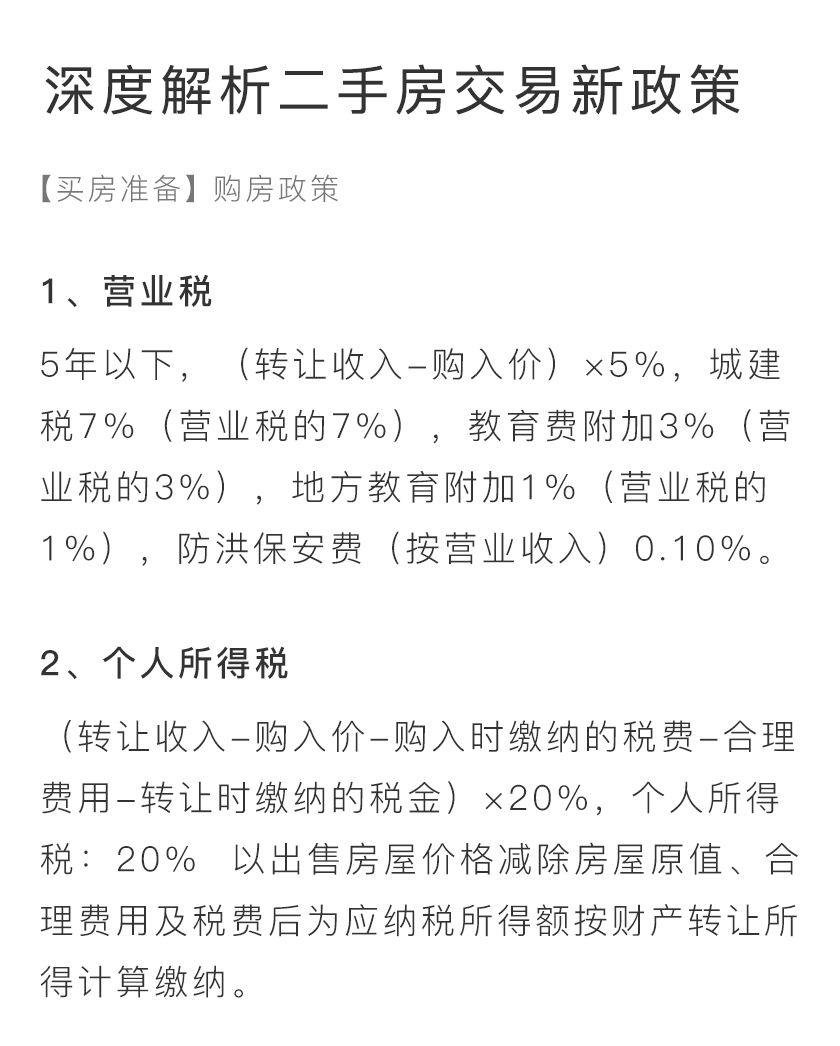 深度解析二手房交易新政策
【买房准备】购房政策
1、营业税
5年以下，（转让收入–购入价）×5%，城建
税7%（营业税的7%），教育费附加3%（营
业税的3%），地方教育附加1%（营业税的
1%），防洪保安费（按营业收入）0.10%。
2、个人所得税
（转让收入–购入价–购入时缴纳的税费–合理
费用–转让时缴纳的税金）×20%，个人所得
税：20%  以出售房屋价格减除房屋原值、合
理费用及税费后为应纳税所得额按财产转让所
得计算缴纳。